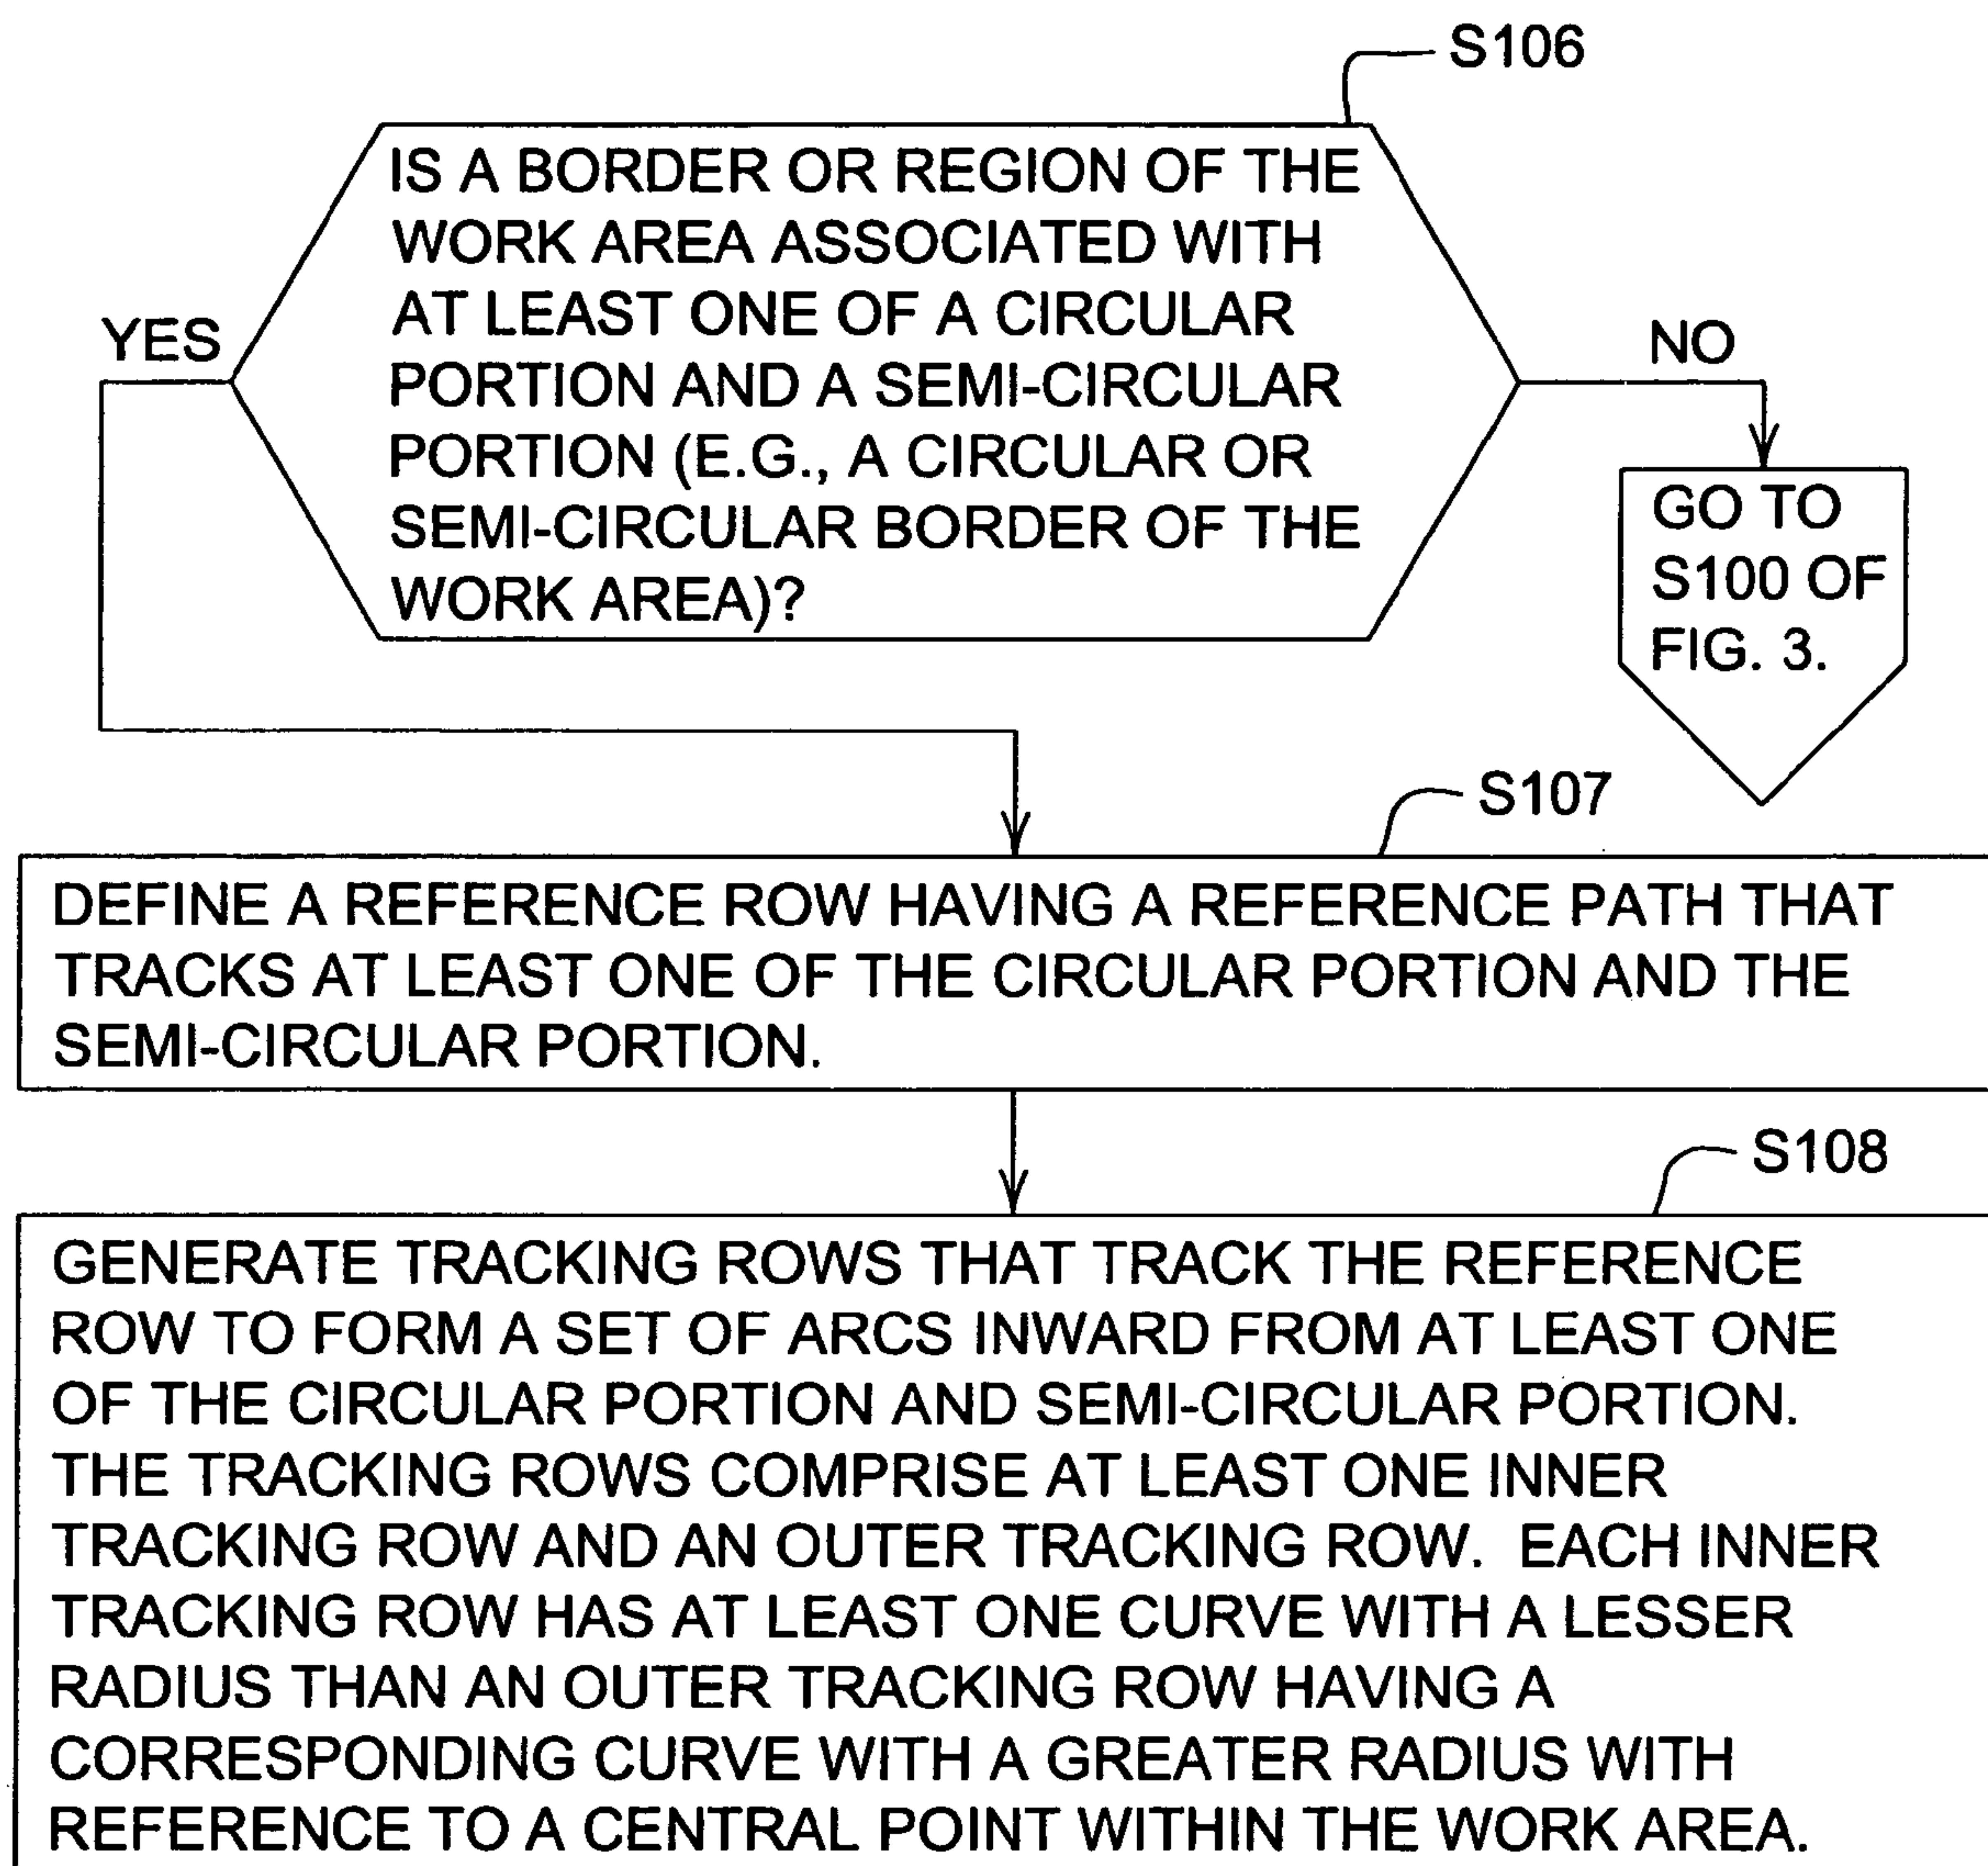 S106
IS A BORDER OR REGION OF THE
WORK AREA ASSOCIATED WITH
AT LEAST ONE OF A CIRCULAR
PORTION AND A SEMI-CIRCULAR
PORTION (E.G., A CIRCULAR OR
SEMI-CIRCULAR BORDER OF THE
WORK AREA)?
YES
NO
GO TO
S100 OF
FIG. 3.
S107
DEFINE A REFERENCE ROW HAVING A REFERENCE PATH THAT
TRACKS AT LEAST ONE OF THE CIRCULAR PORTION AND THE
SEMI-CIRCULAR PORTION.
S108
GENERATE TRACKING ROWS THAT TRACK THE REFERENCE
ROW TO FORM A SET OF ARCS INWARD FROM AT LEAST ONE
OF THE CIRCULAR PORTION AND SEMI-CIRCULAR PORTION.
THE TRACKING ROWS COMPRISE AT LEAST ONE INNER
TRACKING ROW AND AN OUTER TRACKING ROW.  EACH INNER
TRACKING ROW HAS AT LEAST ONE CURVE WITH A LESSER
RADIUS THAN AN OUTER TRACKING ROW HAVING A
CORRESPONDING CURVE WITH A GREATER RADIUS WITH
REFERENCE TO A CENTRAL POINT WITHIN THE WORK AREA.